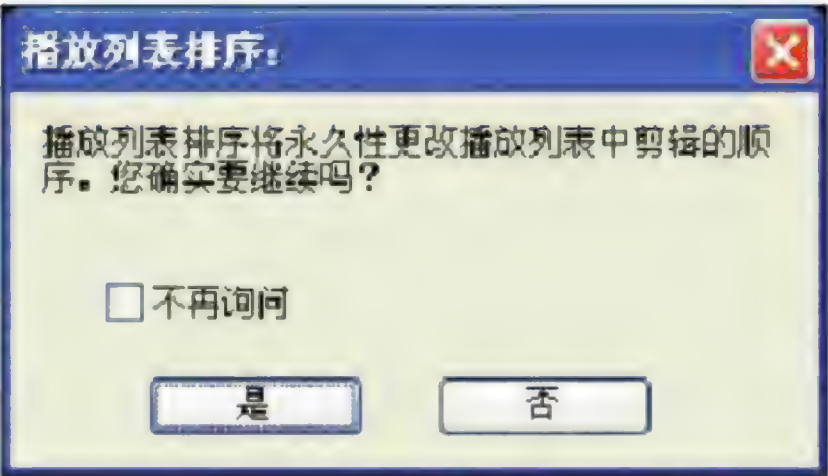 播放列表排序:
播放列表排序将永久性更改播放列表中剪辑的顺
序。您确实要继续吗?
不再询问
是
否